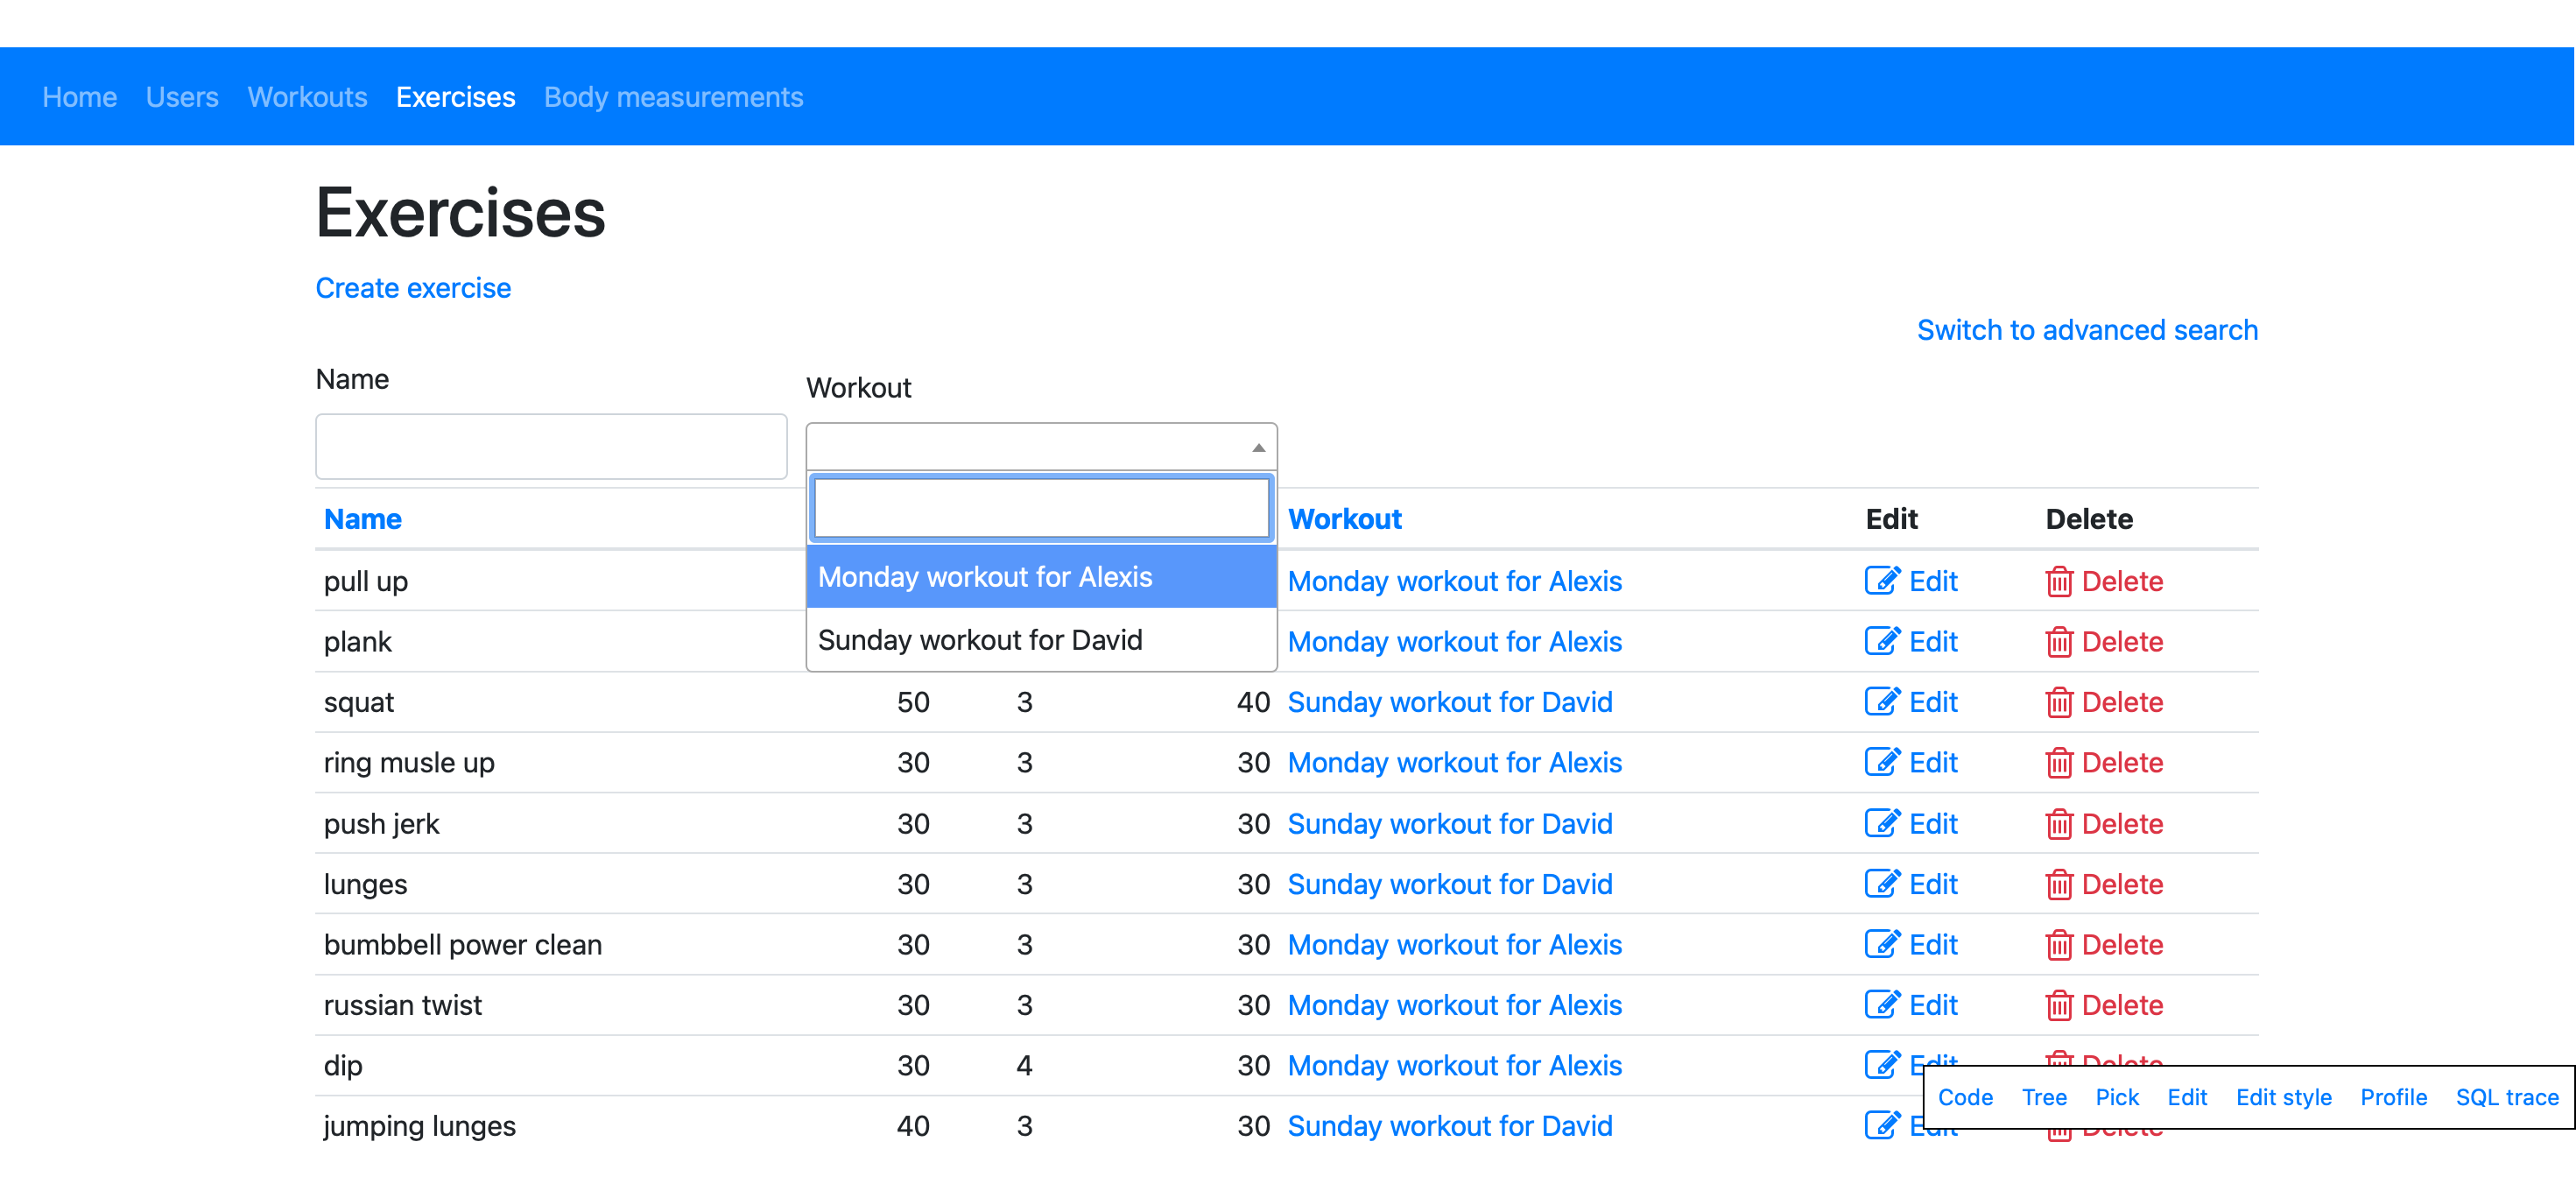 Home Users Workouts Exercises Body measurements
Exercises
Create exercise
Switch to advanced search
Name
Workout
Name Workout Edit Delete
Monday workout for Alexis
Sunday workout for David
pull up Monday workout for Alexis Edit Delete
plank Monday workout for Alexis Edit Delete
squat 50 3 40 Sunday workout for David Edit Delete
ring musle up 30 3 30 Monday workout for Alexis Edit Delete
push jerk 30 3 30 Sunday workout for David Edit Delete
lunges 30 3 30 Sunday workout for David Edit Delete
bumbbell power clean 30 3 30 Monday workout for Alexis Edit Delete
russian twist 30 3 30 Monday workout for Alexis Edit Delete
dip 30 4 30 Monday workout for Alexis Edit Delete
Code Tree Pick Edit Edit style Profile SQL trace
jumping lunges 40 3 30 Sunday workout for David Edit Delete